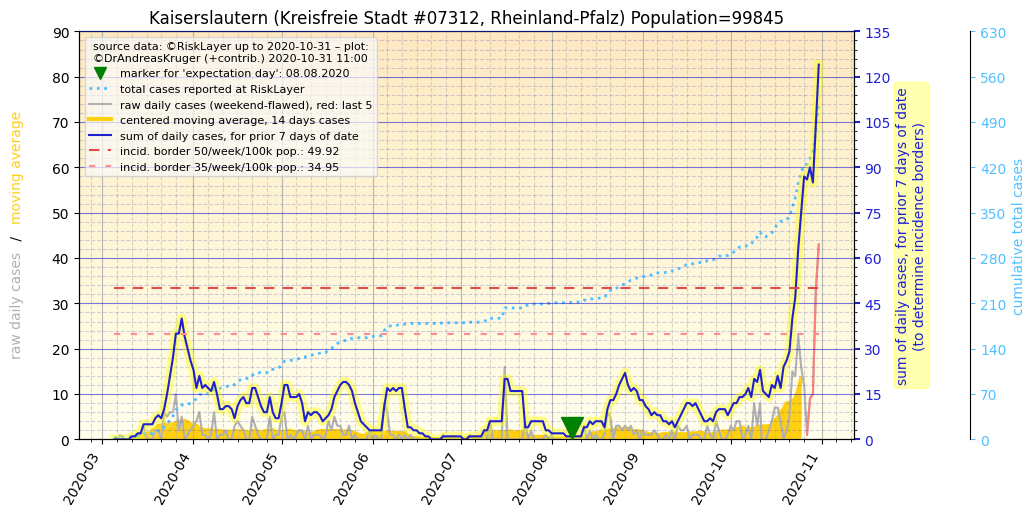 Kaiserslautern (Kreisfreie Stadt #07312, Rheinland-Pfalz) Population=99845
source data: ©RiskLayer up to 2020-10-31 – plot:
©DrAndreasKruger (+contrib.) 2020-10-31 11:00
marker for 'expectation day': 08.08.2020
total cases reported at RiskLayer
raw daily cases (weekend-flawed), red: last 5
centered moving average, 14 days cases
sum of daily cases, for prior 7 days of date
incid. border 50/week/100k pop.: 49.92
incid. border 35/week/100k pop.: 34.95
raw daily cases / moving average
90
80
70
60
50
40
30
20
10
0
2020-03
2020-04
2020-05
2020-06
2020-07
2020-08
2020-09
2020-10
2020-11
135
120
105
90
75
60
45
30
15
0
sum of daily cases, for prior 7 days of date
(to determine incidence borders)
630
560
490
420
350
280
210
140
70
0
cumulative total cases